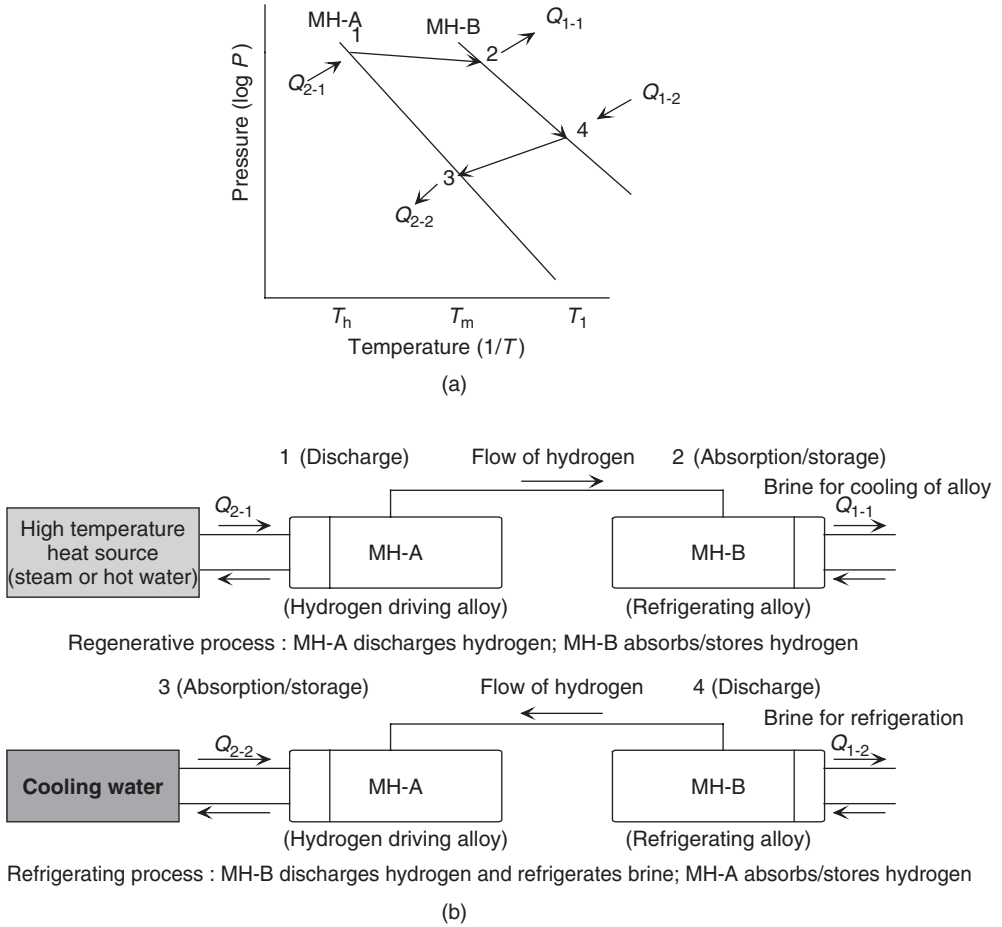 MH-A
1
MH-B
2
Q1-1
Q2-1
Q1-2
4
3
Q2-2
Pressure (log P)
Th
Tm
T1
Temperature (1/T)
(a)
1 (Discharge)
Flow of hydrogen
2 (Absorption/storage)
Brine for cooling of alloy
High temperature
heat source
(steam or hot water)
Q2-1
MH-A
MH-B
Q1-1
(Hydrogen driving alloy)
(Refrigerating alloy)
Regenerative process : MH-A discharges hydrogen; MH-B absorbs/stores hydrogen
3 (Absorption/storage)
Flow of hydrogen
4 (Discharge)
Brine for refrigeration
Cooling water
Q2-2
MH-A
MH-B
Q1-2
(Hydrogen driving alloy)
(Refrigerating alloy)
Refrigerating process : MH-B discharges hydrogen and refrigerates brine; MH-A absorbs/stores hydrogen
(b)